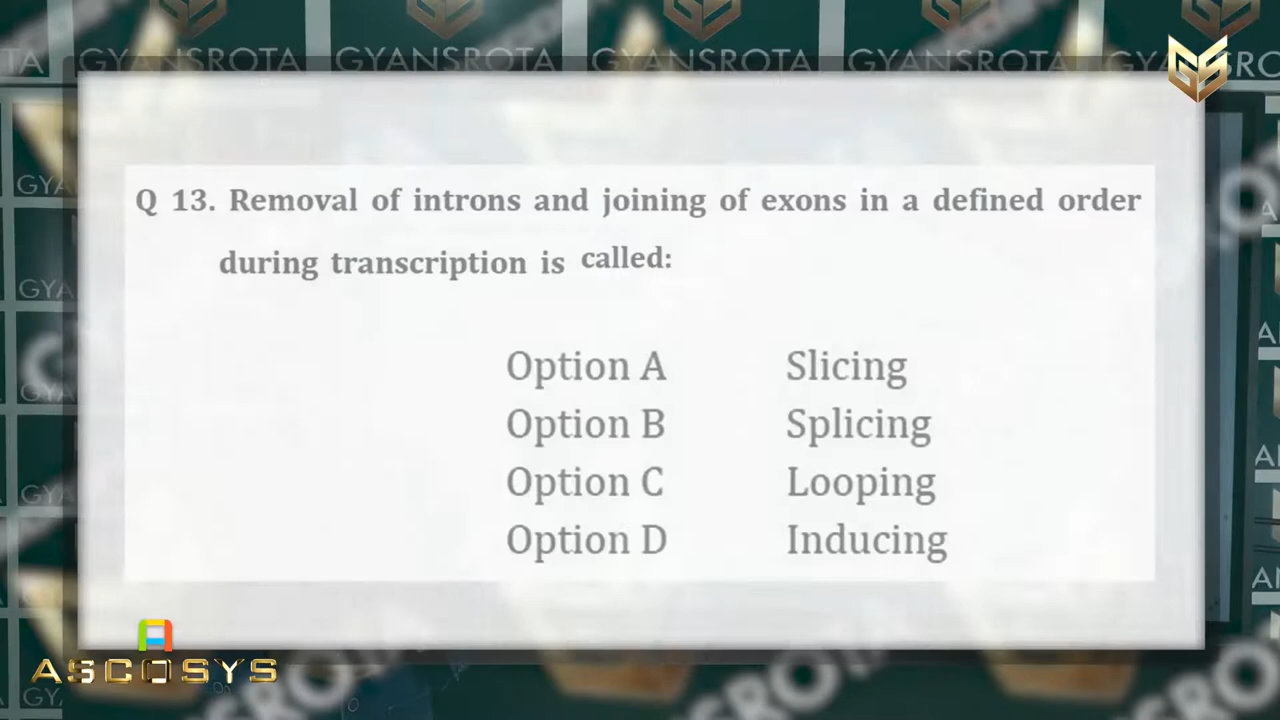 GYANSROTA GYANSROTA GYANSROTA GYANSROTA
GS
Q 13. Removal of introns and joining of exons in a defined order
during transcription is called:
Option A Slicing
Option B Splicing
Option C Looping
Option D Inducing
ASCOSYS